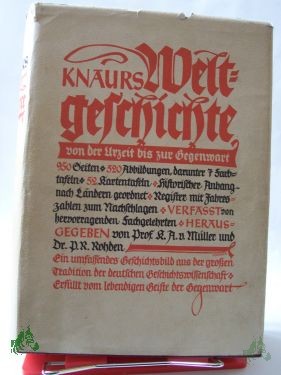 KNAURS Welt=
geschichte
von der Urzeit bis zur Gegenwart
950 Seiten + 520 Abbildungen, darunter 7 Farb=
tafeln + 52 Kartentafeln + Historischer Anhang
nach Ländern geordnet + Register mit Jahres=
zahlen zum Nachschlagen + VERFASST von
hervorragenden Fachgelehrten + HERAUS=
GEGEBEN von Prof. K. A. v. Müller und
Dr. P. R. Rohden
Ein umfassendes Geschichtsbild aus der großen
Tradition der deutschen Geschichtswissenschaft +
Erfüllt vom lebendigen Geiste der Gegenwart